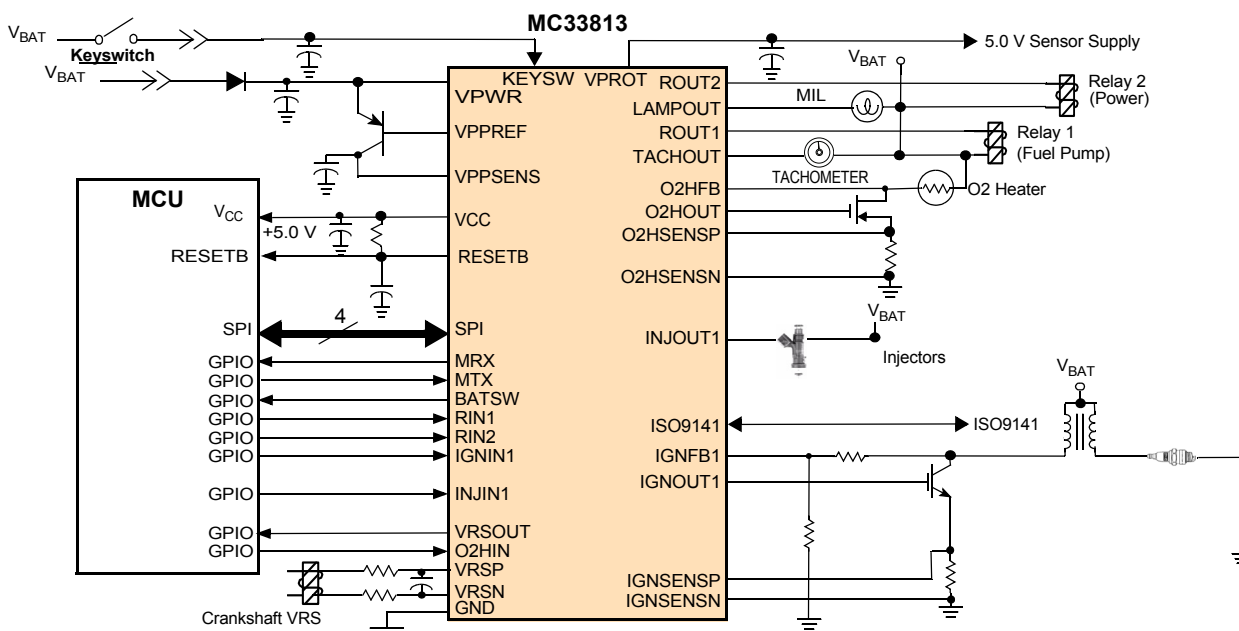 MC33813
VBAT
Keyswitch
VBAT
5.0 V Sensor Supply
VBAT
KEYSW
VPROT
VPWR
VPPREF
VPPSENS
VCC
RESETB
SPI
MRX
MTX
BATSW
RIN1
RIN2
IGNIN1
INJIN1
VRSOUT
O2HIN
VRSP
VRSN
GND
ROUT2
LAMPOUT
ROUT1
TACHOUT
O2HFB
O2HOUT
O2HSENSP
O2HSENSN
INJOUT1
ISO9141
IGNFB1
IGNOUT1
IGNSENSP
IGNSENSN
MCU
VCC
+5.0 V
RESETB
SPI
4
GPIO
GPIO
GPIO
GPIO
GPIO
GPIO
GPIO
GPIO
GPIO
Crankshaft VRS
MIL
Relay 2
(Power)
Relay 1
(Fuel Pump)
TACHOMETER
O2 Heater
VBAT
Injectors
VBAT
ISO9141